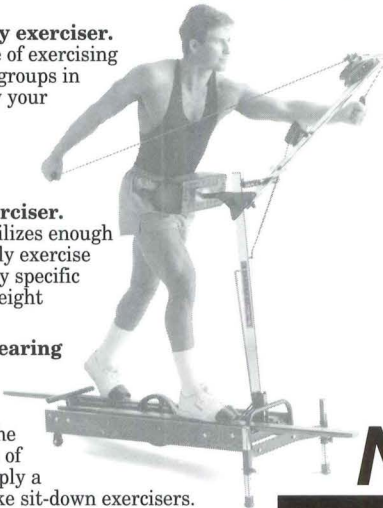 y exerciser.
e of exercising
groups in
y your
rciser.
ilizes enough
ly exercise
y specific
eight
earing
ne
of
ply a
ke sit-down exercisers.
N